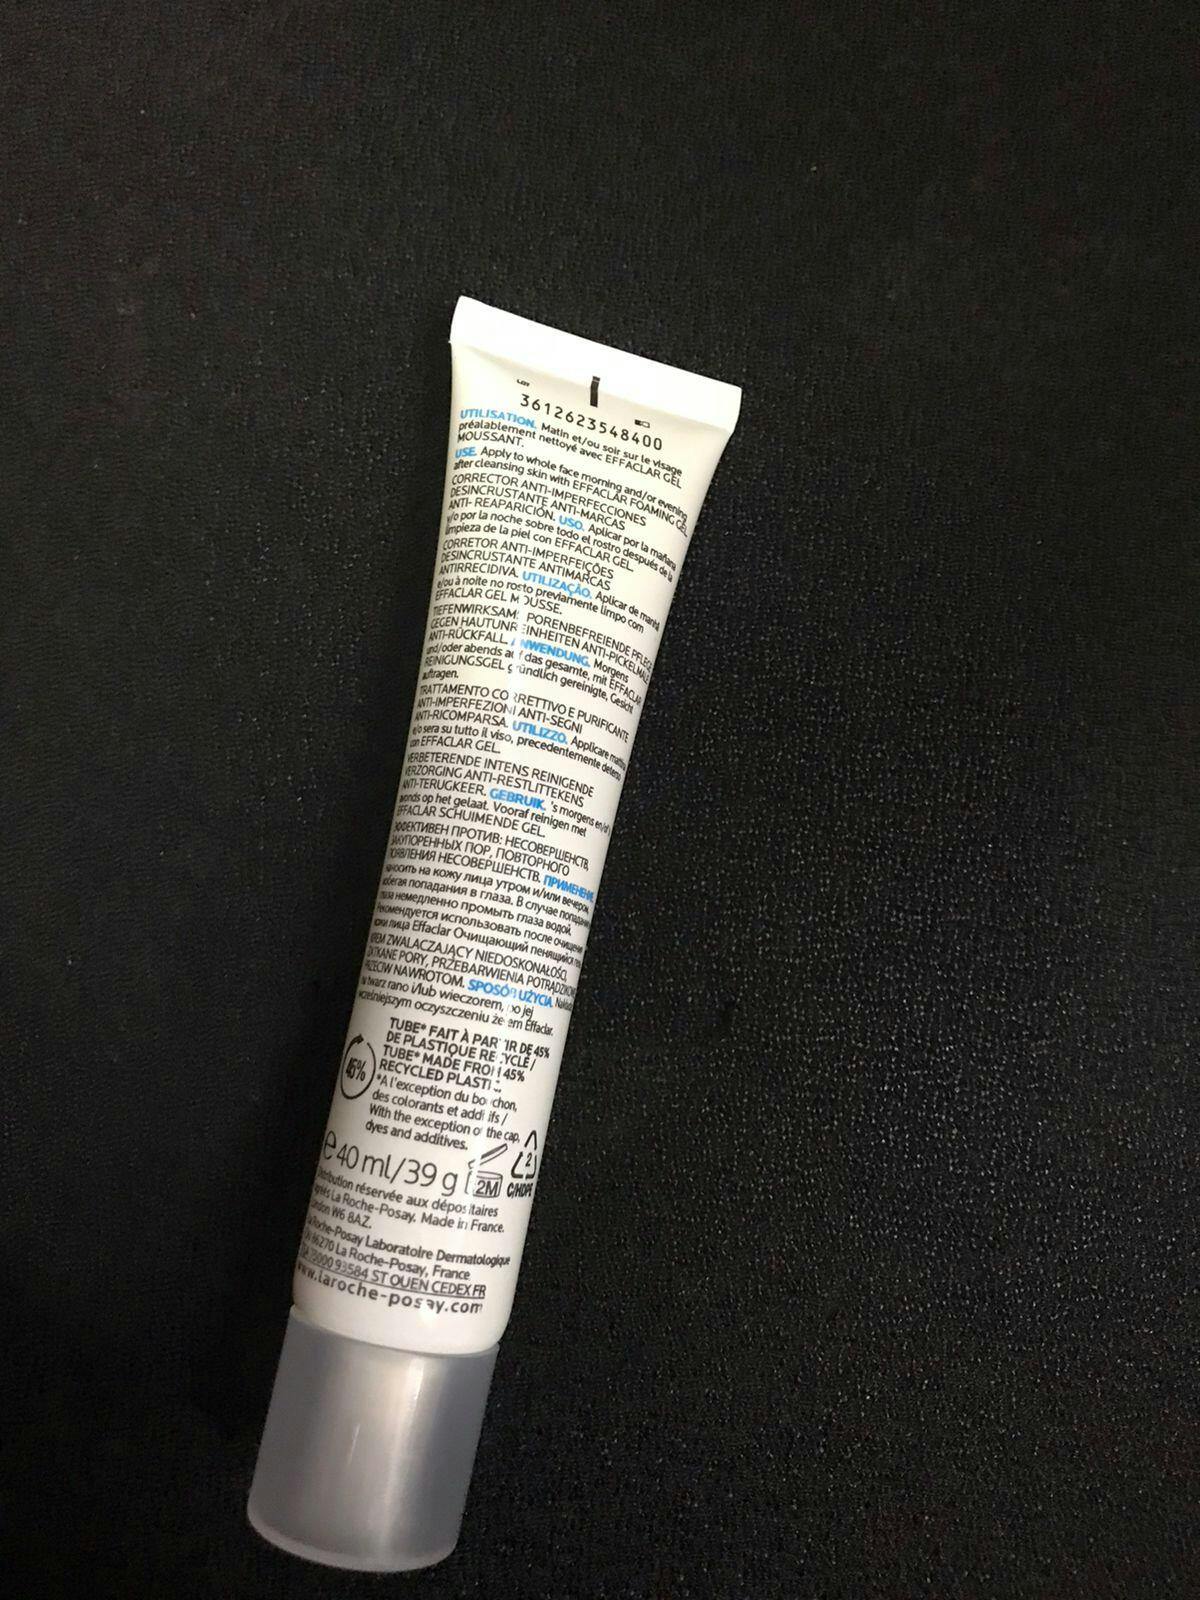 LOT
3612623548400
UTILISATION. Matin et/ou soir sur le visage
préalablement nettoyé avec EFFACLAR GEL
MOUSSANT.
USE. Apply to whole face morning and/or evening
after cleansing skin with EFFACLAR FOAMING GEL
CORRECTOR ANTI-IMPERFECCIONES
DESINCRUSTANTE ANTI-MARCAS
ANTI- REAPARICIÓN. USO. Aplicar por la mañana
y/o por la noche sobre todo el rostro después de la
limpieza de la piel con EFFACLAR GEL.
CORRETOR ANTI-IMPERFEIÇÕES
DESINCRUSTANTE ANTIMARCAS
ANTIRRECIDIVA. UTILIZAÇÃO. Aplicar de manhã
e/ou à noite no rosto previamente limpo com
EFFACLAR GEL MOUSSE.
TIEFENWIRKSAME PORENBEFREIENDE PFLEGE
GEGEN HAUTUNREINHEITEN ANTI-PICKELMALE
ANTI-RÜCKFALL. ANWENDUNG. Morgens
und/oder abends auf das gesamte, mit EFFACLAR
REINIGUNGSGEL gründlich gereinigte, Gesicht
auftragen.
TRATTAMENTO CORRETTIVO E PURIFICANTE
ANTI-IMPERFEZIONI ANTI-SEGNI
ANTI-RICOMPARSA. UTILIZZO. Applicare mattina
e/o sera su tutto il viso, precedentemente deterso
con EFFACLAR GEL.
VERBETERENDE INTENS REINIGENDE
VERZORGING ANTI-RESTLITTEKENS
ANTI-TERUGKEER. GEBRUIK. 's morgens en/of 's
avonds op het gelaat. Vooraf reinigen met
EFFACLAR SCHUIMENDE GEL.
ЭФФЕКТИВЕН ПРОТИВ: НЕСОВЕРШЕНСТВ,
ЗАКУПОРЕННЫХ ПОР, ПОВТОРНОГО
ПОЯВЛЕНИЯ НЕСОВЕРШЕНСТВ. ПРИМЕНЕНИЕ.
Наносить на кожу лица утром и/или вечером,
избегая попадания в глаза. В случае попадания
глаза немедленно промыть глаза водой.
Рекомендуется использовать после очищения
кожи лица Effaclar Очищающий пенящийся гель
KREM ZWALACZAJĄCY NIEDOSKONAŁOŚCI,
ZATKANE PORY, PRZEBARWIENIA POTRĄDZIKOWE
PRZECIW NAWROTOM. SPOSÓB UŻYCIA. Nakładać
na twarz rano i/lub wieczorem, po jej
wcześniejszym oczyszczeniu żelem Effaclar.
45%
TUBE* FAIT À PARTIR DE 45%
DE PLASTIQUE RECYCLÉ /
TUBE* MADE FROM 45%
RECYCLED PLASTIC.
*A l'exception du bouchon,
des colorants et additifs /
With the exception of the cap,
dyes and additives.
e 40 ml/39 g
2M
2
C/HDPE
Distribution réservée aux dépositaires
agréés La Roche-Posay. Made in France.
London W6 8AZ.
La Roche-Posay Laboratoire Dermatologique
86270 La Roche-Posay, France
93584 ST OUEN CEDEX FR
www.laroche-posay.com